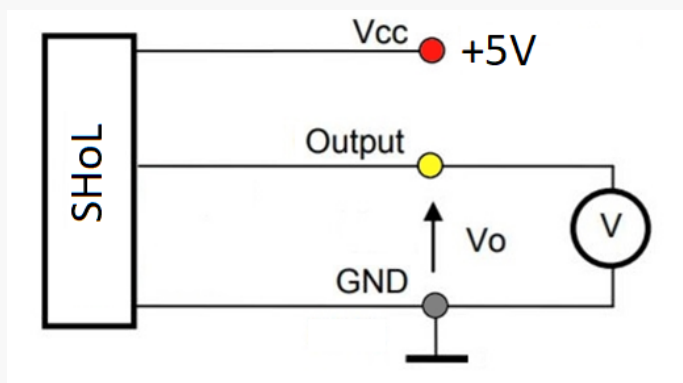 Vcc
+5V
SHoL
Output
V
Vo
GND